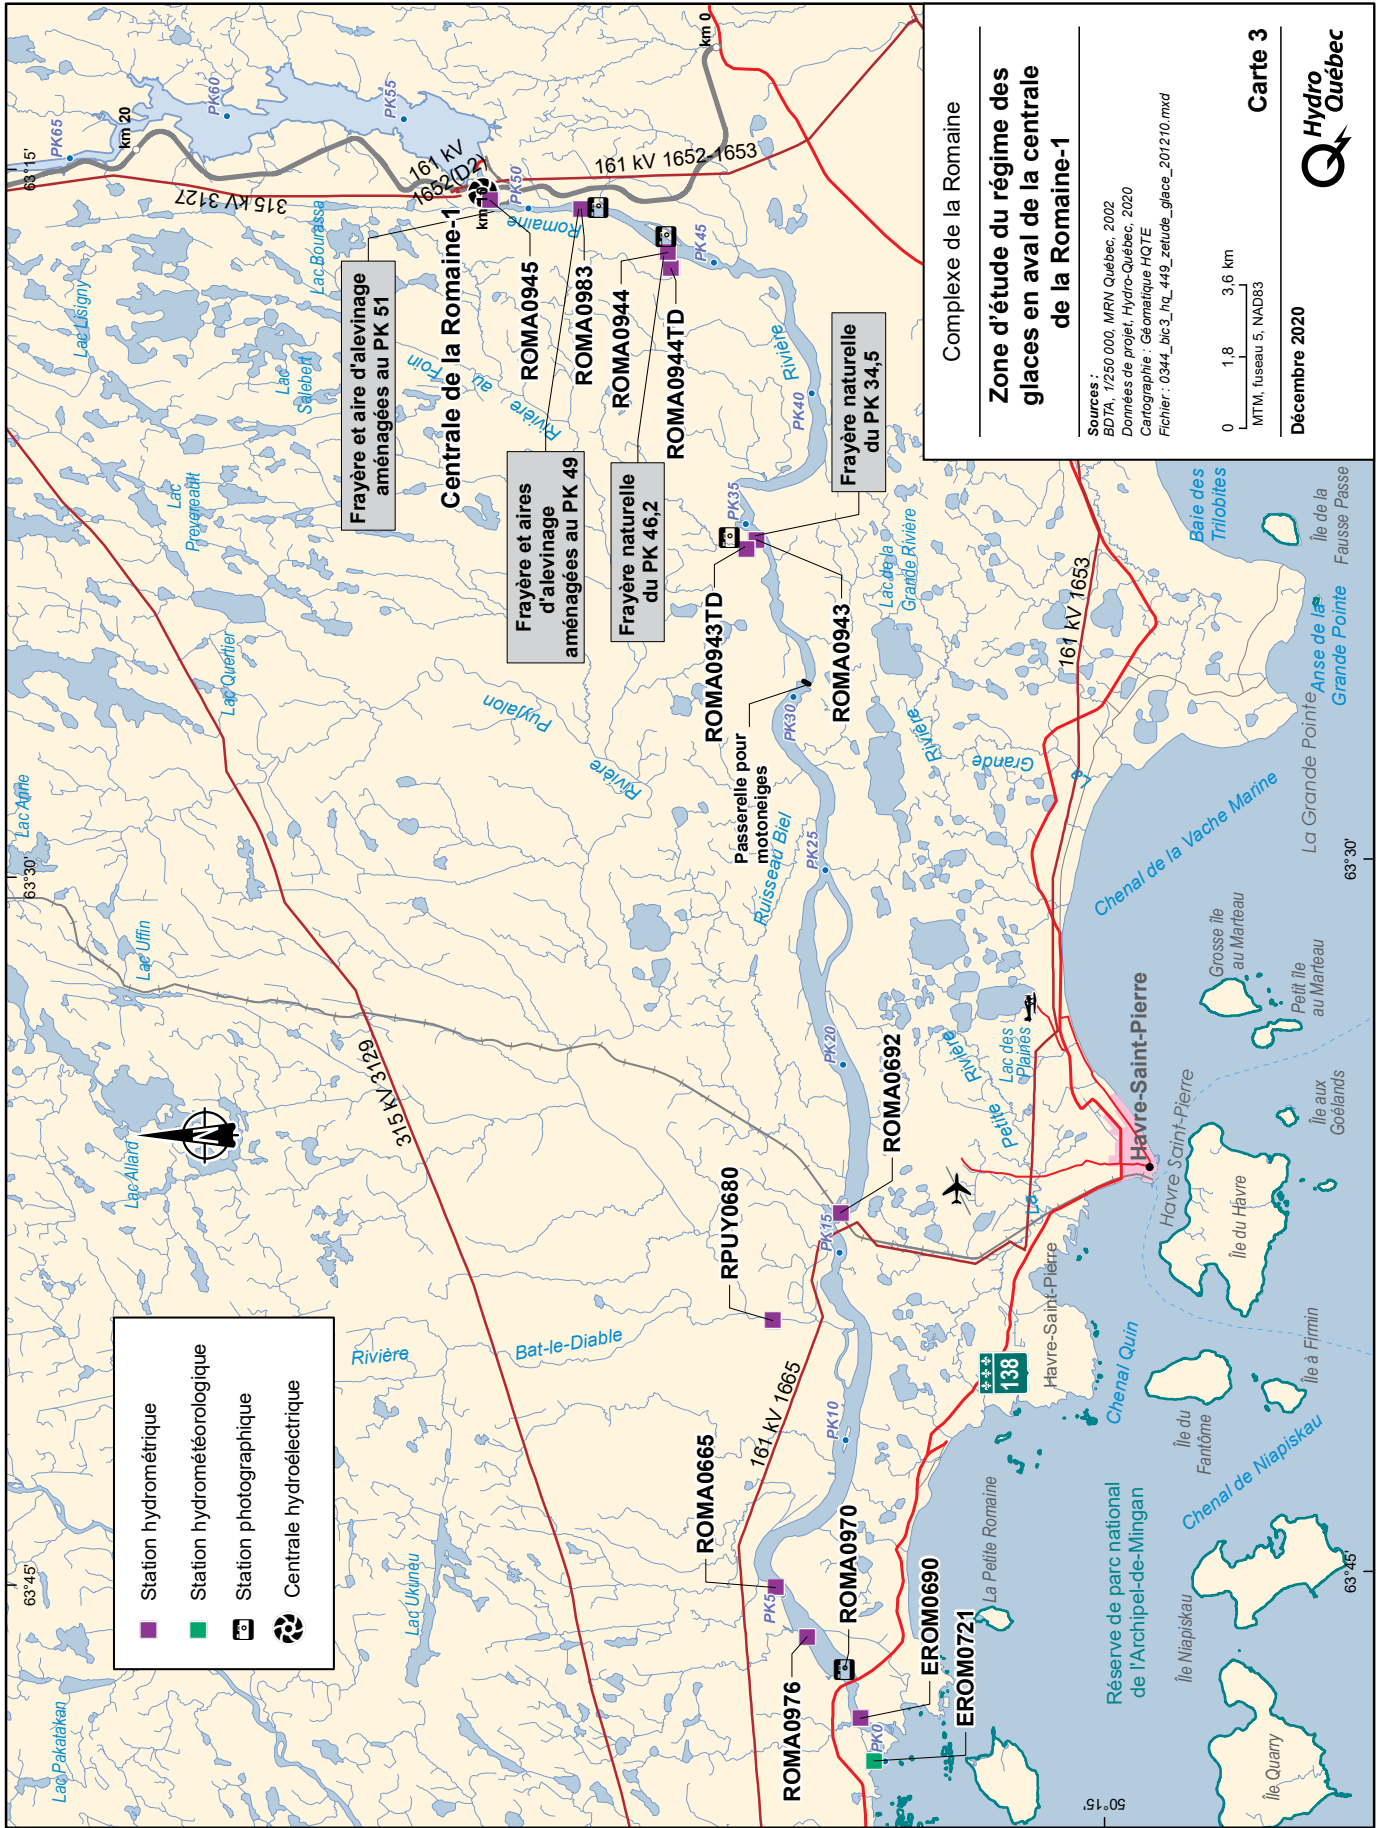 Station hydrométrique
Station hydrométéorologique
Station photographique
Centrale hydroélectrique
Complexe de la Romaine
Zone d'étude du régime des
glaces en aval de la centrale
de la Romaine-1
Sources :
BDTA, 1/250 000, MRN Québec, 2002
Données de projet, Hydro-Québec, 2020
Cartographie : Géomatique HQTE
Fichier : 0344_bic3_hq_449_zetude_glace_201210.mxd
0 1,8 3,6 km
MTM, fuseau 5, NAD83
Décembre 2020
Carte 3
Hydro
Québec
63°45'
63°30'
63°15'
63°45'
63°30'
50°15'
N
Lac Pakatakan
Lac Ukuneu
Lac Allard
Lac Uffin
Lac Anne
Lac Quertier
Lac
Prevereault
Lac Lisigny
Lac
Salebert
Lac Bourassa
Rivière
Bat-le-Diable
Rivière
Puyjalon
Rivière
au
Foin
Ruisseau Biel
Romaine
Rivière
315 kV 3129
315 kV 3127
161 kV
1652(D2)
161 kV 1652-1653
161 kV 1665
161 kV 1653
km 20
km 0
PK65
PK60
PK55
PK50
PK45
PK40
PK35
PK30
PK25
PK20
PK15
PK10
PK5
PK0
Frayère et aire d'alevinage
aménagées au PK 51
Centrale de la Romaine-1
ROMA0945
Frayère et aires
d'alevinage
aménagées au PK 49
ROMA0983
Frayère naturelle
du PK 46,2
ROMA0944
ROMA0944TD
Frayère naturelle
du PK 34,5
ROMA0943TD
ROMA0943
Passerelle pour
motoneiges
ROMA0692
RPUY0680
ROMA0665
ROMA0976
ROMA0970
EROM0690
EROM0721
138
Lac de la
Grande Rivière
La
Grande
Rivière
La
Petite
Rivière
Lac des
Plaines
Havre-Saint-Pierre
Havre Saint-Pierre
Havre-Saint-Pierre
Baie des
Trilobites
Île de la
Fausse Passe
Anse de la
Grande Pointe
La Grande Pointe
Chenal de la Vache Marine
Grosse île
au Marteau
Petit île
au Marteau
Île aux
Goélands
Île du Havre
Île à Firmin
Île du
Fantôme
Chenal Quin
Chenal de Niapiskau
La Petite Romaine
Réserve de parc national
de l'Archipel-de-Mingan
Île Niapiskau
Île Quarry